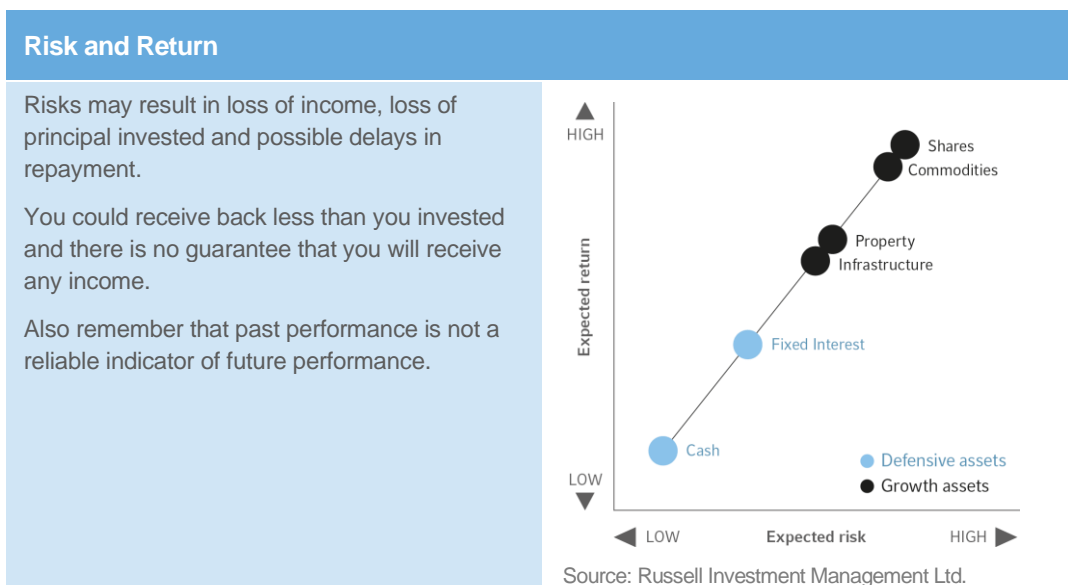 Risk and Return
Risks may result in loss of income, loss of
principal invested and possible delays in
repayment.
You could receive back less than you invested
and there is no guarantee that you will receive
any income.
Also remember that past performance is not a
reliable indicator of future performance.
HIGH
Expected return
LOW
Shares
Commodities
Property
Infrastructure
Fixed Interest
Cash
Defensive assets
Growth assets
LOW Expected risk HIGH
Source: Russell Investment Management Ltd.